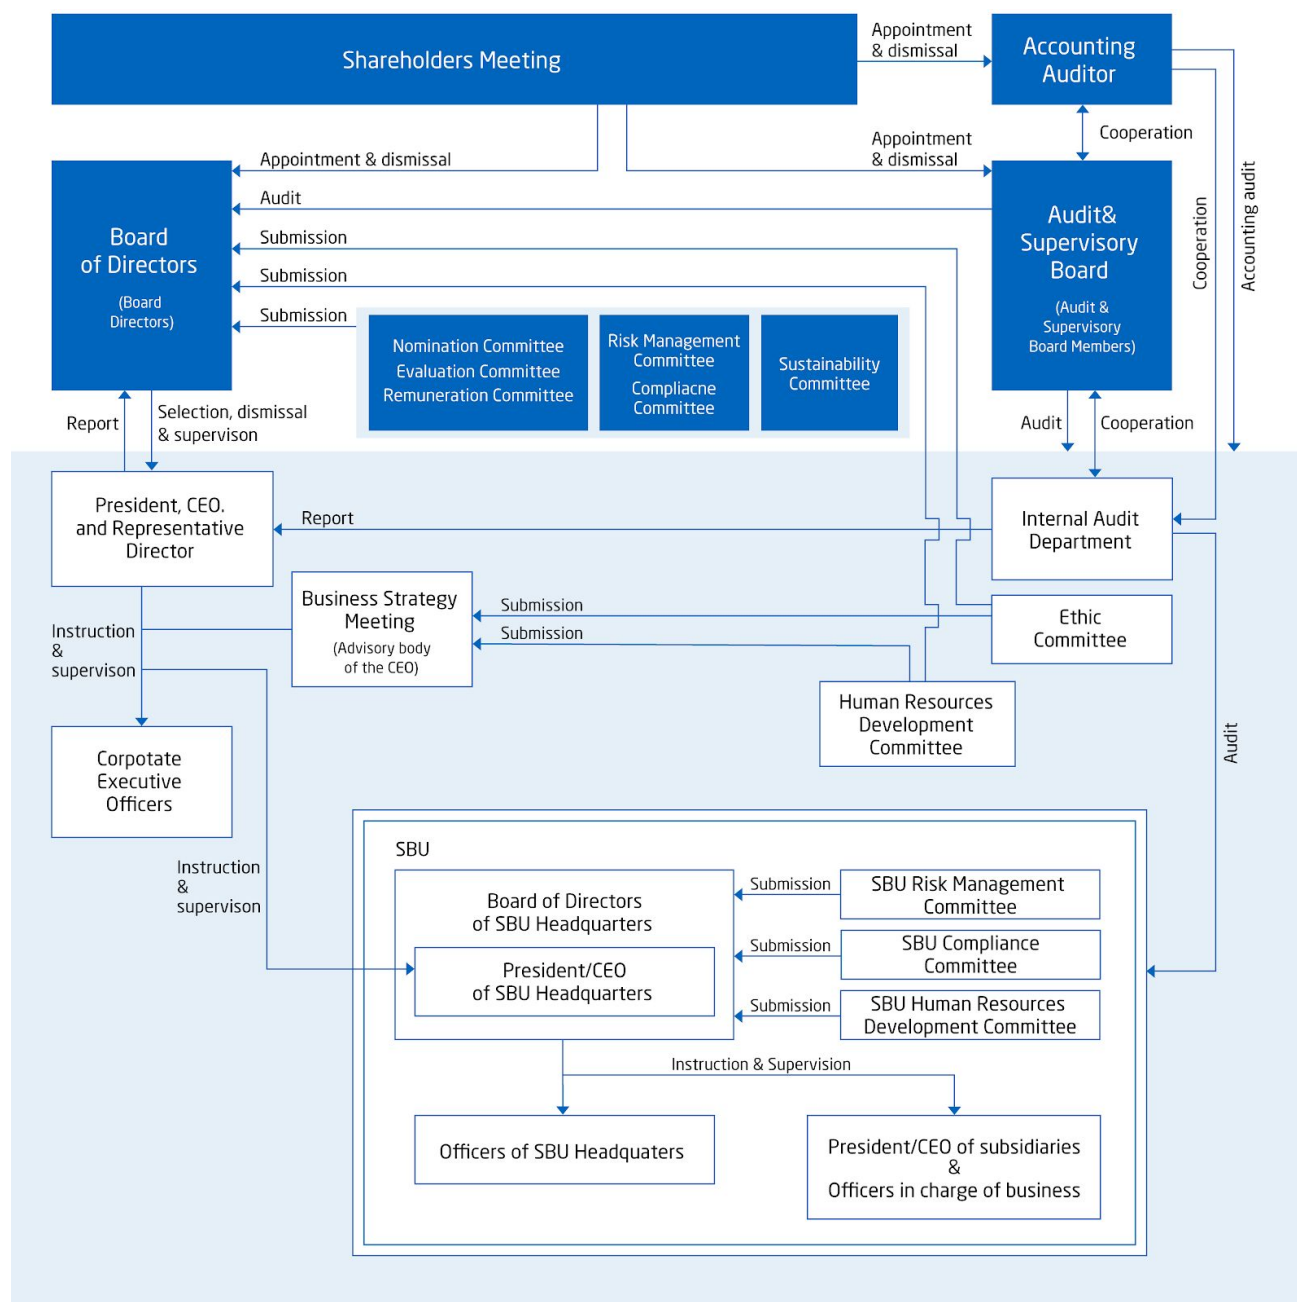 Shareholders Meeting
Appointment
& dismissal
Accounting
Auditor
Cooperation
Appointment & dismissal
Appointment
& dismissal
Audit
Submission
Submission
Submission
Board
of Directors
(Board
Directors)
Audit&
Supervisory
Board
(Audit &
Supervisory
Board Members)
Cooperation
Accounting audit
Nomination Committee
Evaluation Committee
Remuneration Committee
Risk Management
Committee
Compliacne
Committee
Sustainability
Committee
Report
Selection, dismissal
& supervison
Audit
Cooperation
President, CEO.
and Representative
Director
Report
Internal Audit
Department
Business Strategy
Meeting
(Advisory body
of the CEO)
Submission
Submission
Ethic
Committee
Instruction
&
supervison
Human Resources
Development
Committee
Audit
Corpotate
Executive
Officers
Instruction
&
supervison
SBU
Board of Directors
of SBU Headquarters
President/CEO
of SBU Headquarters
Submission
SBU Risk Management
Committee
Submission
SBU Compliance
Committee
Submission
SBU Human Resources
Development Committee
Instruction & Supervision
Officers of SBU Headquaters
President/CEO of subsidiaries
&
Officers in charge of business